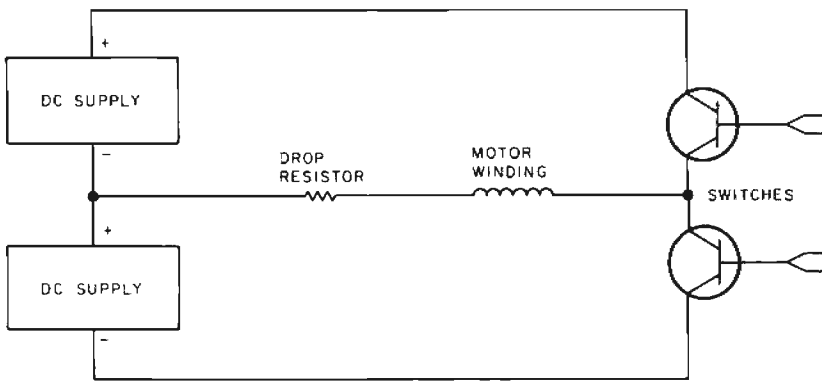 +
DC SUPPLY
-
DROP
RESISTOR
MOTOR
WINDING
SWITCHES
+
DC SUPPLY
-